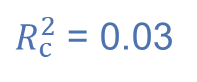 R_c^2 = 0.03